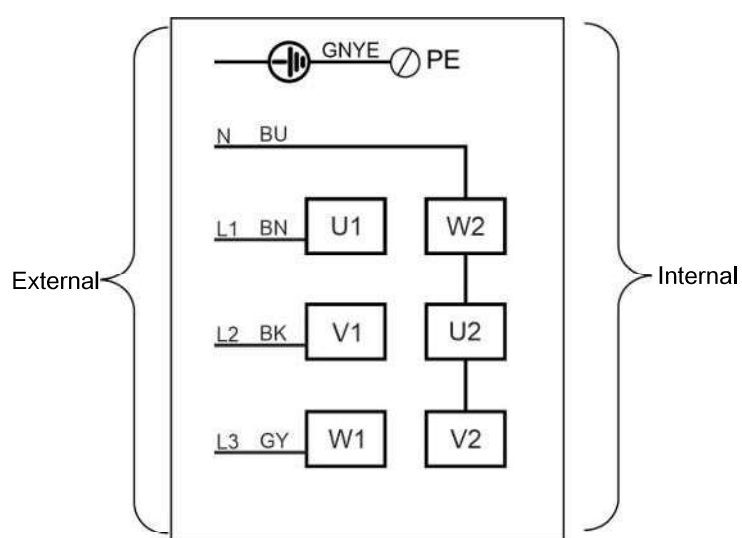 GNYE PE
N BU
L1 BN U1 W2
External Internal
L2 BK V1 U2
L3 GY W1 V2